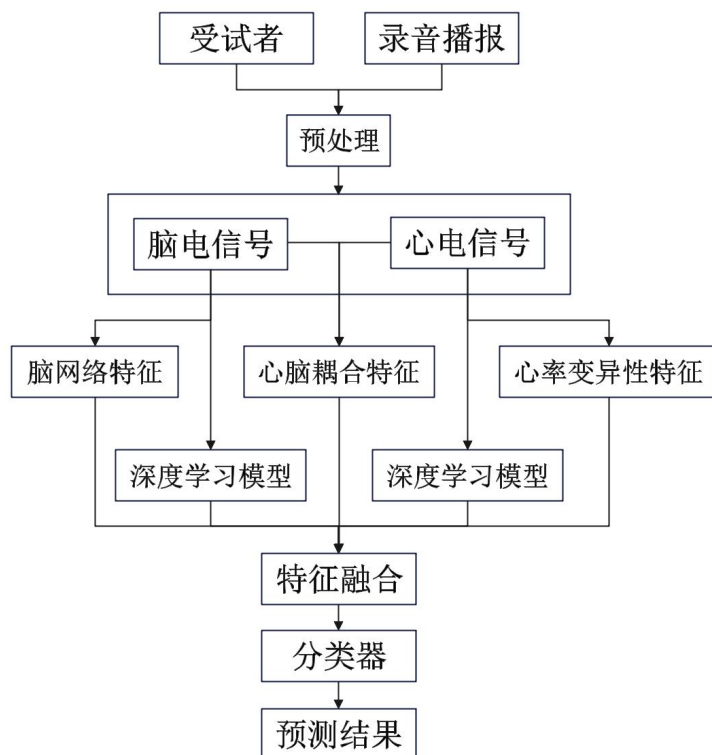 受试者
录音播报
预处理
脑电信号
心电信号
脑网络特征
心脑耦合特征
心率变异性特征
深度学习模型
深度学习模型
特征融合
分类器
预测结果